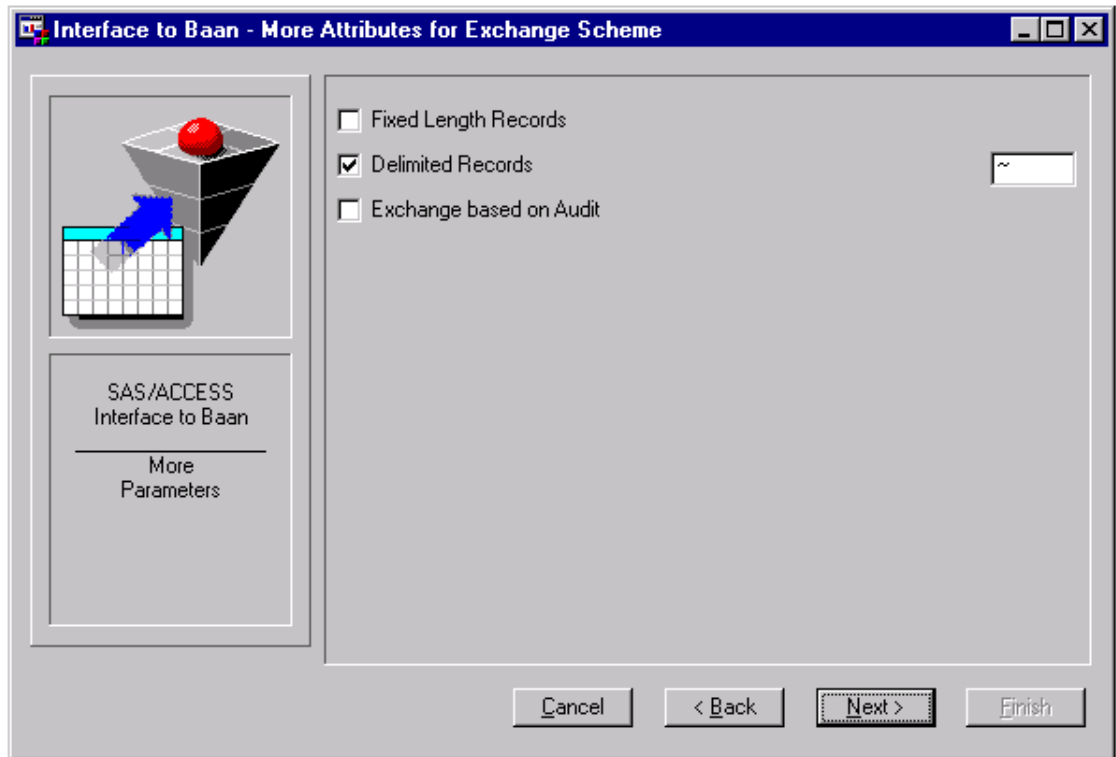 Interface to Baan - More Attributes for Exchange Scheme
Fixed Length Records
Delimited Records
~
Exchange based on Audit
SAS/ACCESS
Interface to Baan
More
Parameters
Cancel
< Back
Next >
Finish